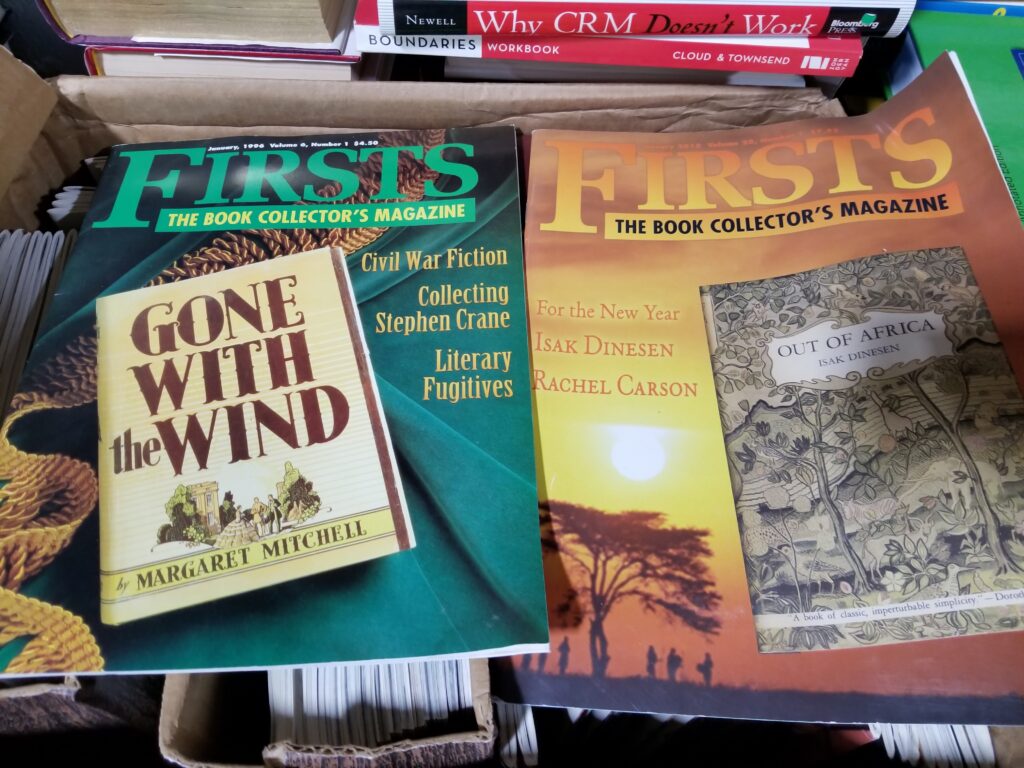 NEWELL Why CRM Doesn't Work Bloomberg PRESS
BOUNDARIES WORKBOOK CLOUD & TOWNSEND
January, 1996 Volume 6, Number 1 $4.50
FIRSTS
THE BOOK COLLECTOR'S MAGAZINE
Civil War Fiction
Collecting
Stephen Crane
Literary
Fugitives
GONE
WITH
the WIND
by MARGARET MITCHELL
FIRSTS
THE BOOK COLLECTOR'S MAGAZINE
For the New Year
ISAK DINESEN
RACHEL CARSON
OUT OF AFRICA
ISAK DINESEN
"A book of classic, imperturbable simplicity."
Edition